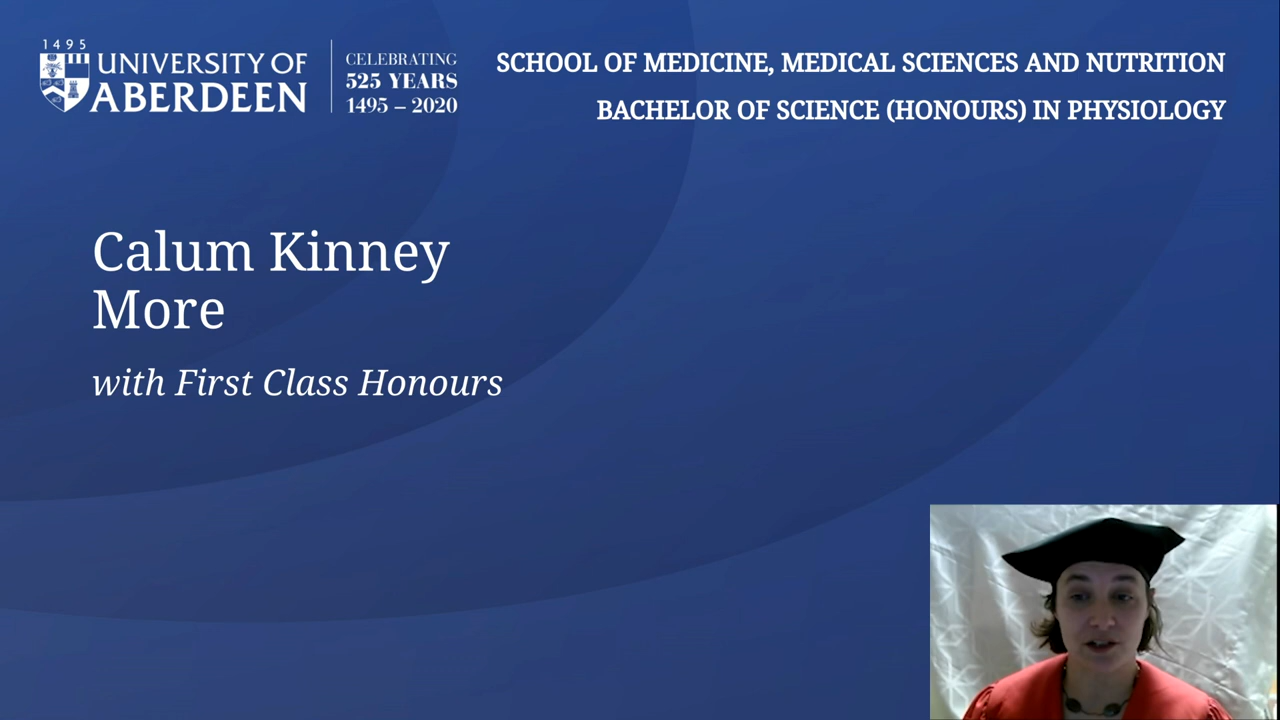 1495
UNIVERSITY OF
ABERDEEN
CELEBRATING
525 YEARS
1495 – 2020
SCHOOL OF MEDICINE, MEDICAL SCIENCES AND NUTRITION
BACHELOR OF SCIENCE (HONOURS) IN PHYSIOLOGY
Calum Kinney
More
with First Class Honours